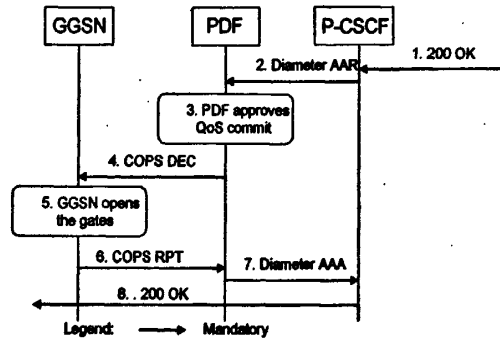 GGSN PDF P-CSCF
1. 200 OK
2. Diameter AAR
3. PDF approves
QoS commit
4. COPS DEC
5. GGSN opens
the gates
6. COPS RPT
7. Diameter AAA
8. . 200 OK
Legend: Mandatory